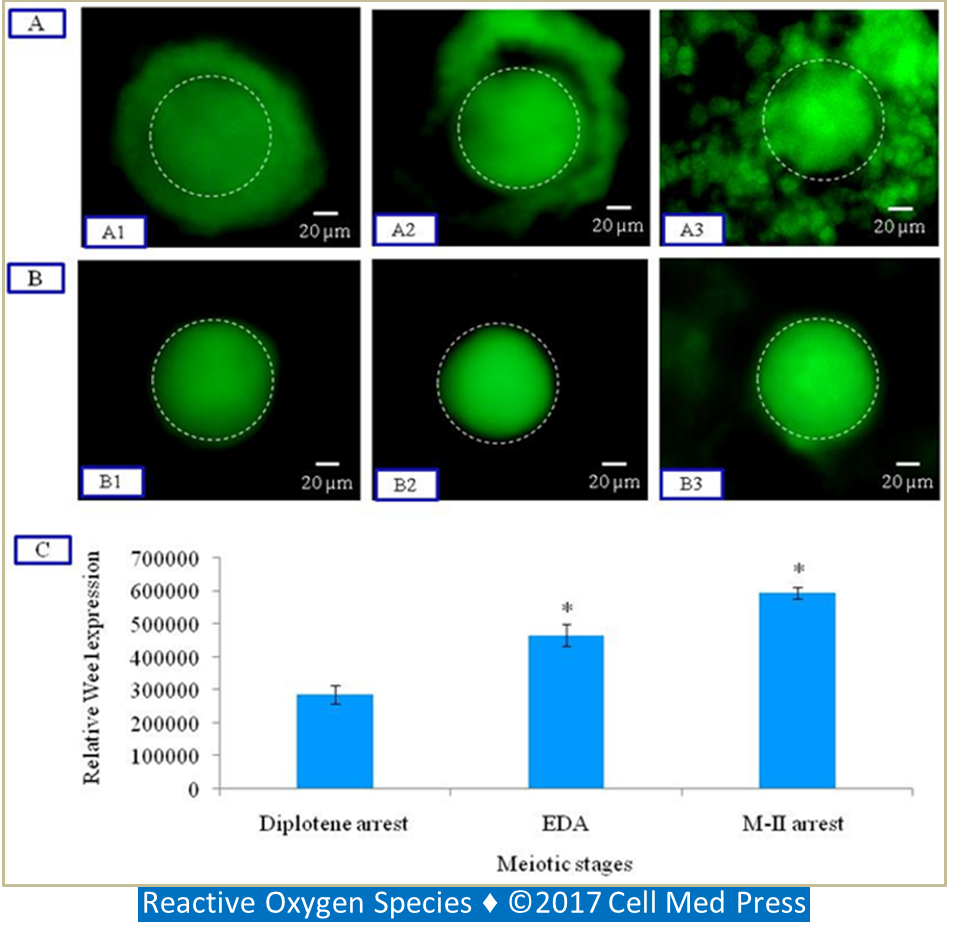 A
A1
20 µm
A2
20 µm
A3
20 µm
B
B1
20 µm
B2
20 µm
B3
20 µm
C
Relative Wee1expression
700000
600000
500000
400000
300000
200000
100000
0
*
*
Diplotene arrest
EDA
M-II arrest
Meiotic stages
Reactive Oxygen Species ♦ ©2017 Cell Med Press